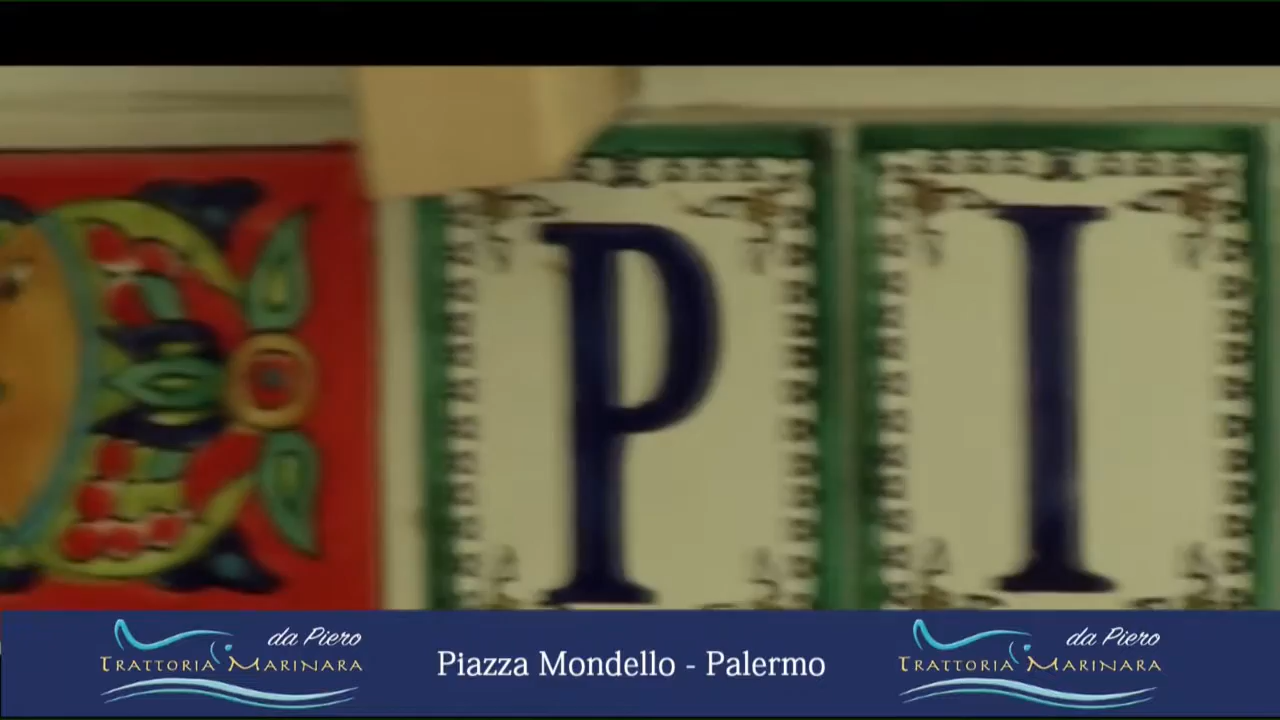 P I
da Piero
TRATTORIA MARINARA
Piazza Mondello - Palermo
da Piero
TRATTORIA MARINARA